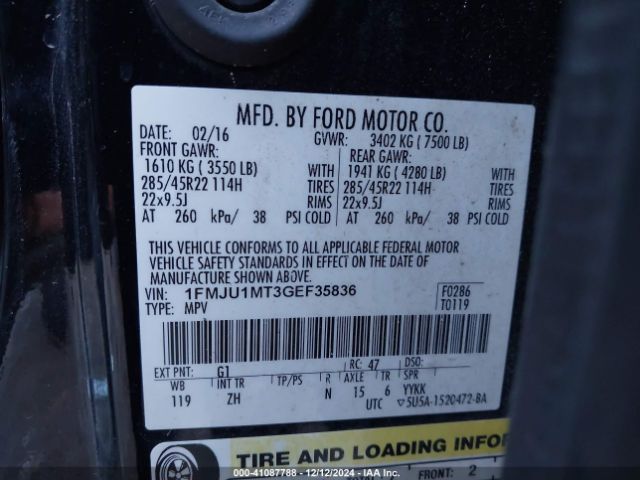 MFD. BY FORD MOTOR CO.
DATE: 02/16 GVWR: 3402 KG ( 7500 LB)
FRONT GAWR: REAR GAWR:
1610 KG ( 3550 LB) WITH 1941 KG ( 4280 LB) WITH
285/45R22 114H TIRES 285/45R22 114H TIRES
22x9.5J RIMS 22x9.5J RIMS
AT 260 kPa/ 38 PSI COLD AT 260 kPa/ 38 PSI COLD
THIS VEHICLE CONFORMS TO ALL APPLICABLE FEDERAL MOTOR
VEHICLE SAFETY STANDARDS IN EFFECT ON THE DATE OF
MANUFACTURE SHOWN ABOVE.
VIN: 1FMJU1MT3GEF35836 F0286
TYPE: MPV T0119
EXT PNT: G1 RC: 47 DSO:
WB INT TR TP/PS R AXLE TR SPR
119 ZH N 15 6 YYKK
UTC ▽5U5A-1520472-BA
TIRE AND LOADING INFOR
FRONT: 2
000-41087788 - 12/12/2024 - IAA Inc.